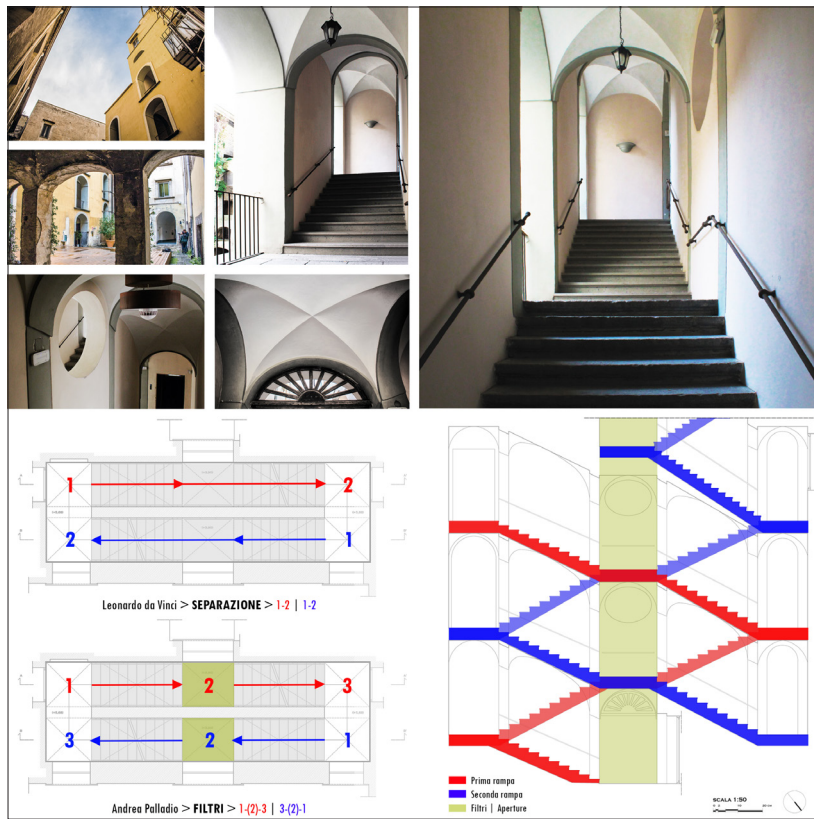 1
2
2
1
Leonardo da Vinci > SEPARAZIONE > 1-2 | 1-2
1
2
3
3
2
1
Andrea Palladio > FILTRI > 1-(2)-3 | 3-(2)-1
Prima rampa
Seconda rampa
Filtri | Aperture
SCALA 1:50